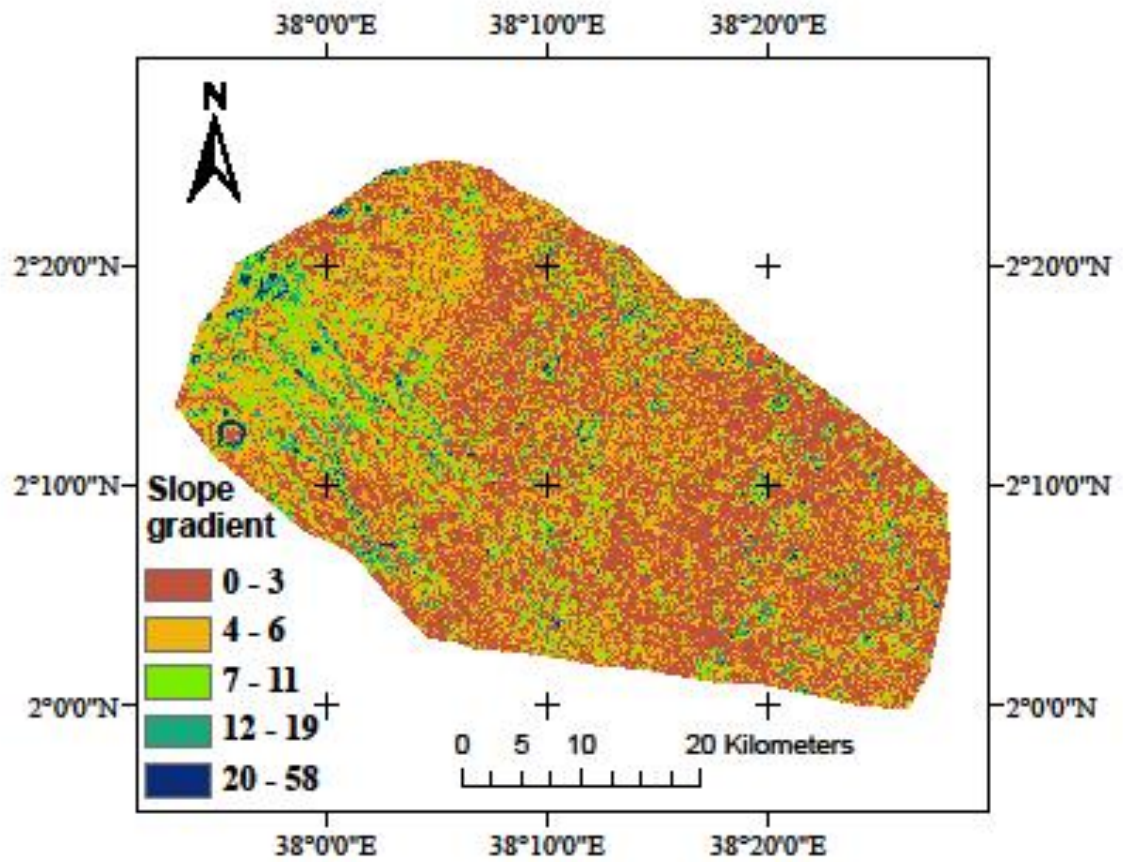 38°0'0"E 38°10'0"E 38°20'0"E
N
2°20'0"N 2°20'0"N
2°10'0"N 2°10'0"N
Slope
gradient
0 - 3
4 - 6
7 - 11
12 - 19
20 - 58
2°0'0"N 2°0'0"N
0 5 10 20 Kilometers
38°0'0"E 38°10'0"E 38°20'0"E